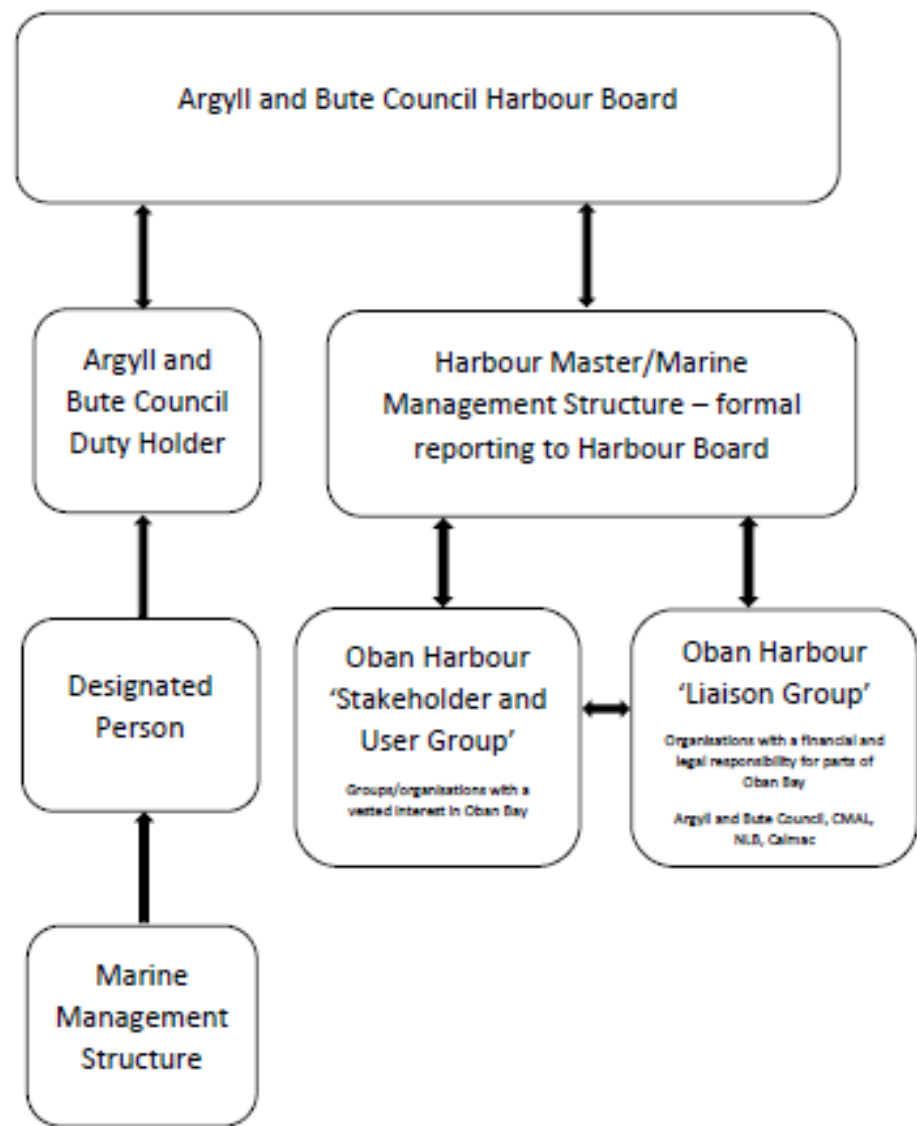 Argyll and Bute Council Harbour Board
Argyll and
Bute Council
Duty Holder
Harbour Master/Marine
Management Structure – formal
reporting to Harbour Board
Designated
Person
Oban Harbour
‘Stakeholder and
User Group’
Groups/organisations with a
vested interest in Oban Bay
Oban Harbour
‘Liaison Group’
Organisations with a financial and
legal responsibility for parts of
Oban Bay
Argyll and Bute Council, CMAL,
NLB, Calmac
Marine
Management
Structure